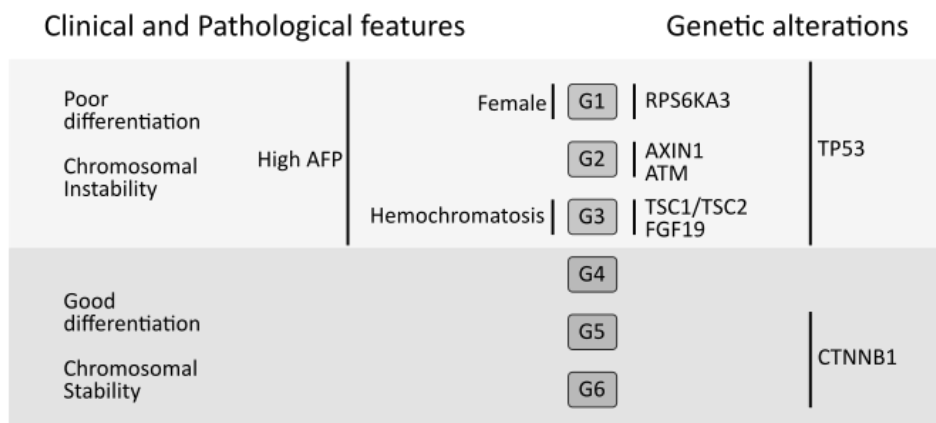 Clinical and Pathological features
Genetic alterations
Poor
differentiation
Chromosomal
Instability
High AFP
Female
G1
RPS6KA3
G2
AXIN1
ATM
Hemochromatosis
G3
TSC1/TSC2
FGF19
TP53
Good
differentiation
Chromosomal
Stability
G4
G5
G6
CTNNB1